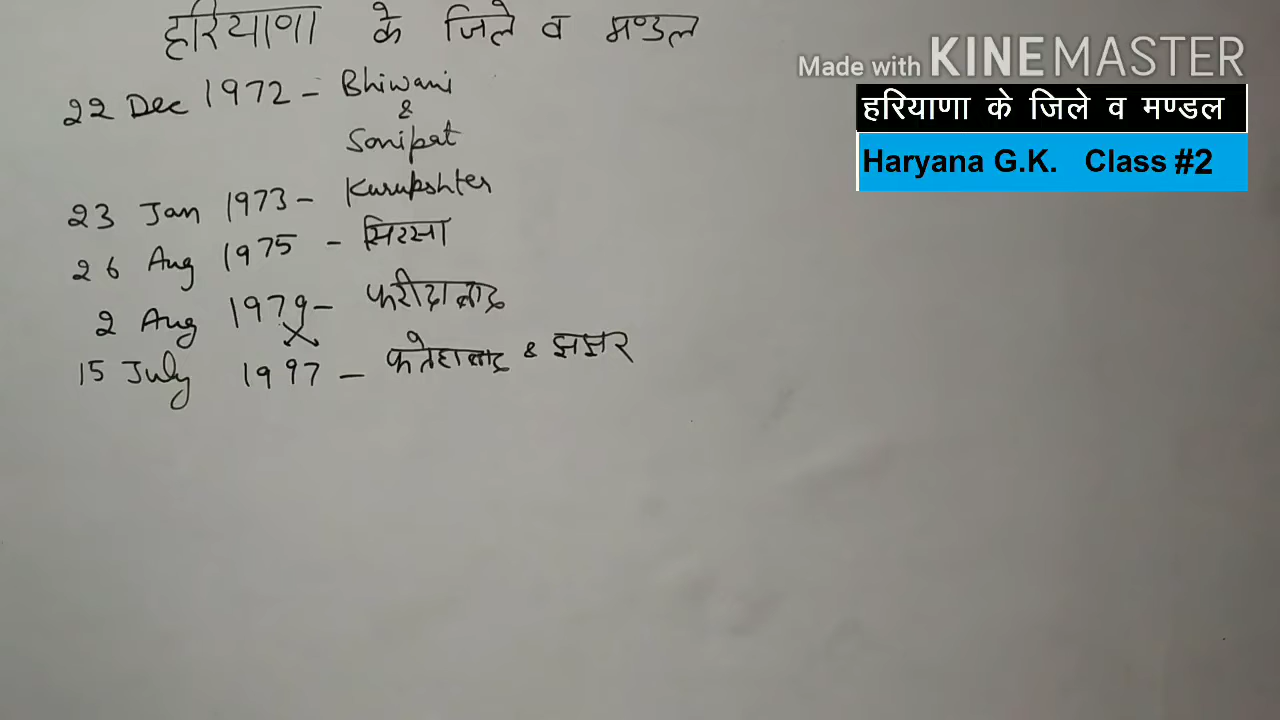 हरियाणा के जिले व मण्डल
22 Dec 1972 - Bhiwani
&
Sonipat
23 Jan 1973 - Kurukshter
26 Aug 1975 - सिरसा
2 Aug 1979 - फरीदाबाद
15 July 1997 - फतेहाबाद & झज्जर
Made with KINEMASTER
हरियाणा के जिले व मण्डल
Haryana G.K. Class #2